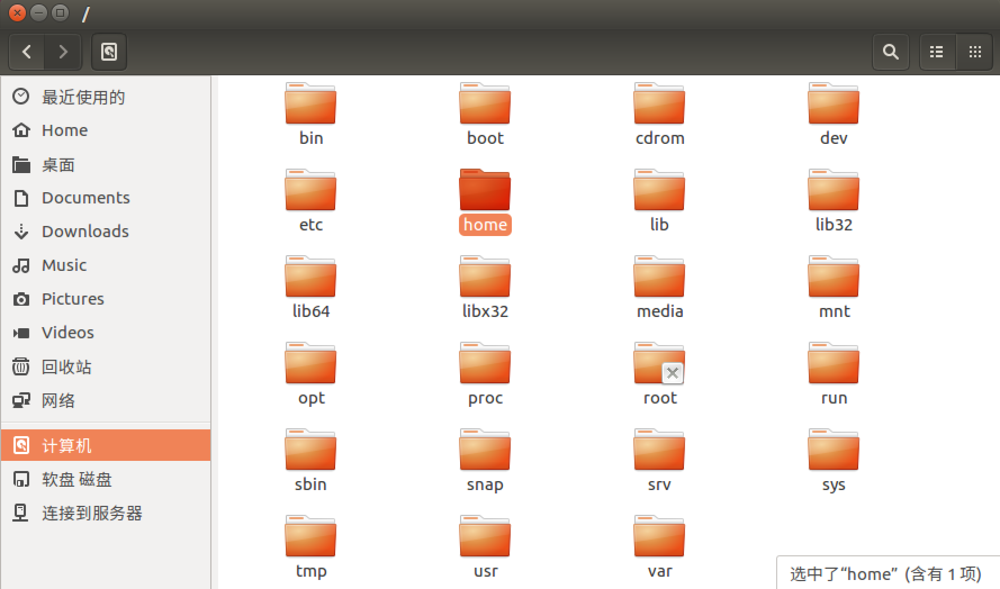 /
最近使用的
Home
桌面
Documents
Downloads
Music
Pictures
Videos
回收站
网络
计算机
软盘 磁盘
连接到服务器
bin boot cdrom dev
etc home lib lib32
lib64 libx32 media mnt
opt proc root run
sbin snap srv sys
tmp usr var
选中了“home” (含有 1 项)